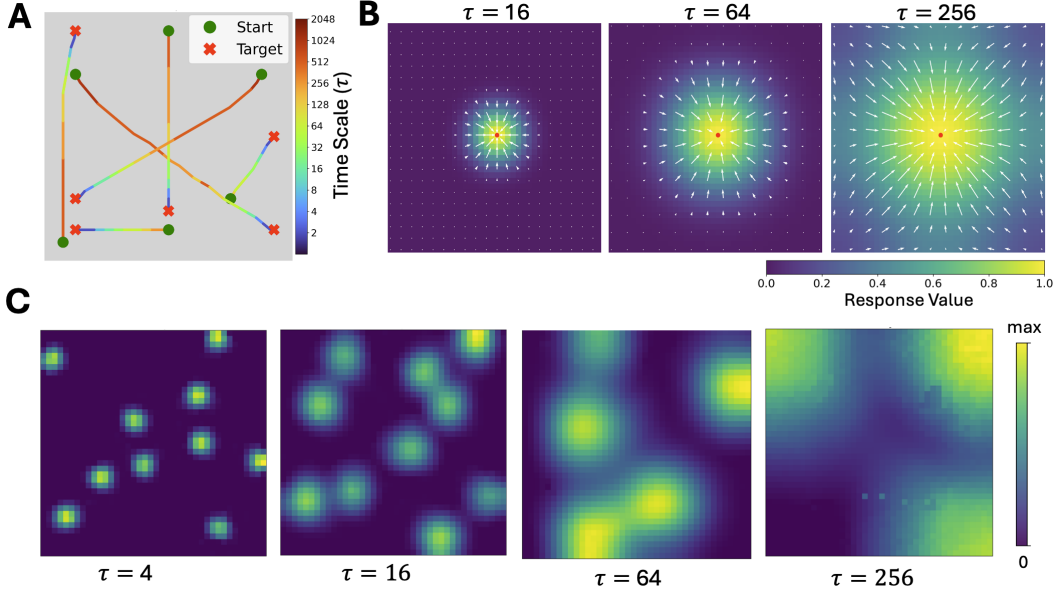 A
Start
Target
2048
1024
512
256
128
64
32
16
8
4
2
Time Scale (τ)
B
τ = 16
τ = 64
τ = 256
0.0 0.2 0.4 0.6 0.8 1.0
Response Value
C
τ = 4
τ = 16
τ = 64
τ = 256
max
0